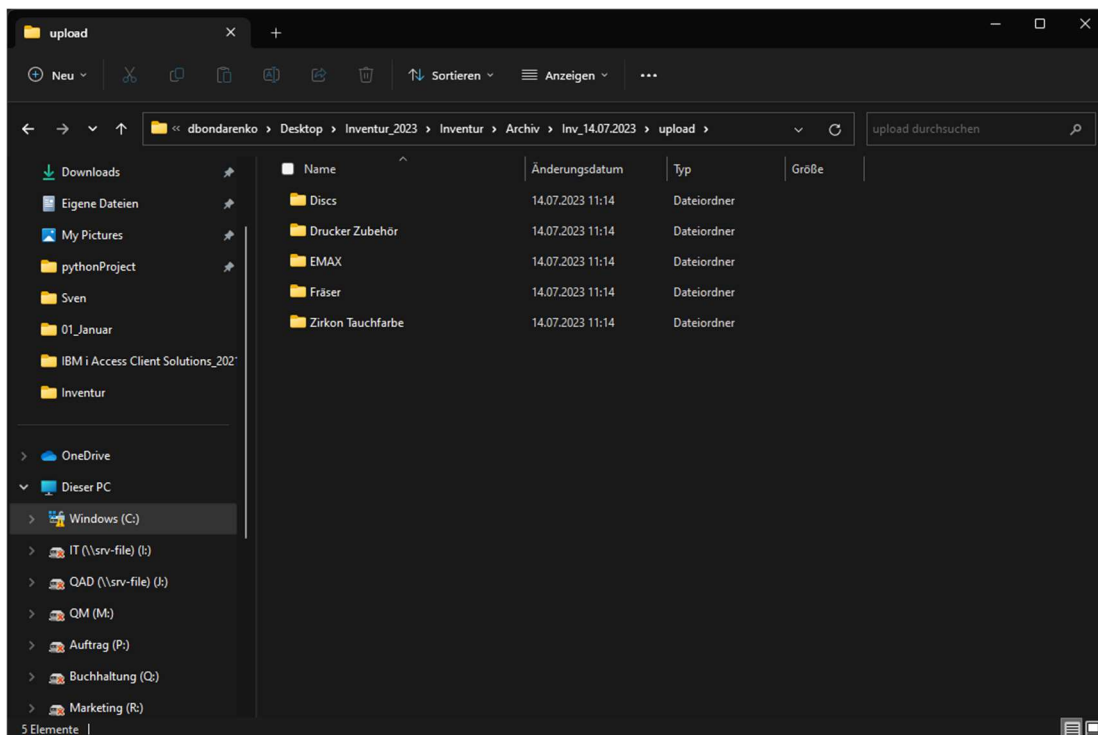 upload
Neu
Sortieren
Anzeigen
« dbondarenko > Desktop > Inventur_2023 > Inventur > Archiv > Inv_14.07.2023 > upload >
upload durchsuchen
Downloads
Eigene Dateien
My Pictures
pythonProject
Sven
01_Januar
IBM i Access Client Solutions_202
Inventur
OneDrive
Dieser PC
Windows (C:)
IT (\\srv-file) (I:)
QAD (\\srv-file) (J:)
QM (M:)
Auftrag (P:)
Buchhaltung (Q:)
Marketing (R:)
Name Änderungsdatum Typ Größe
Discs 14.07.2023 11:14 Dateiordner
Drucker Zubehör 14.07.2023 11:14 Dateiordner
EMAX 14.07.2023 11:14 Dateiordner
Fräser 14.07.2023 11:14 Dateiordner
Zirkon Tauchfarbe 14.07.2023 11:14 Dateiordner
5 Elemente